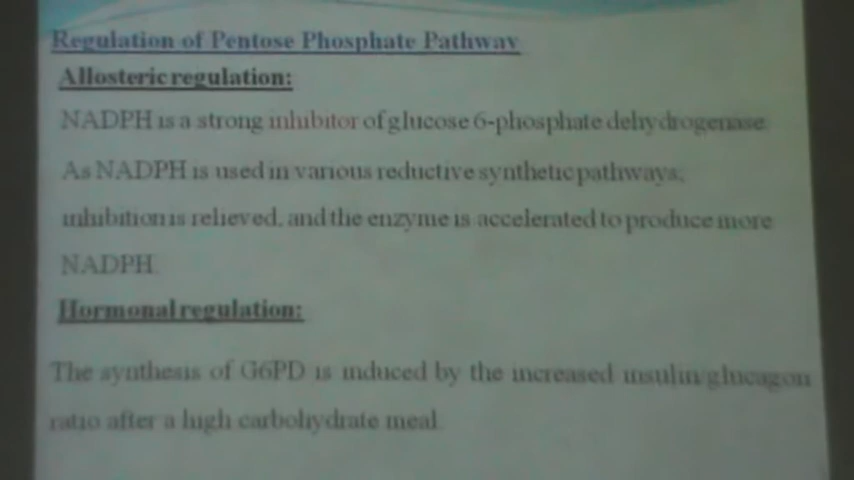 Regulation of Pentose Phosphate Pathway
Allosteric regulation:
NADPH is a strong inhibitor of glucose 6-phosphate dehydrogenase.
As NADPH is used in various reductive synthetic pathways,
inhibition is relieved, and the enzyme is accelerated to produce more
NADPH.
Hormonal regulation:
The synthesis of G6PD is induced by the increased insulin/glucagon
ratio after a high carbohydrate meal.